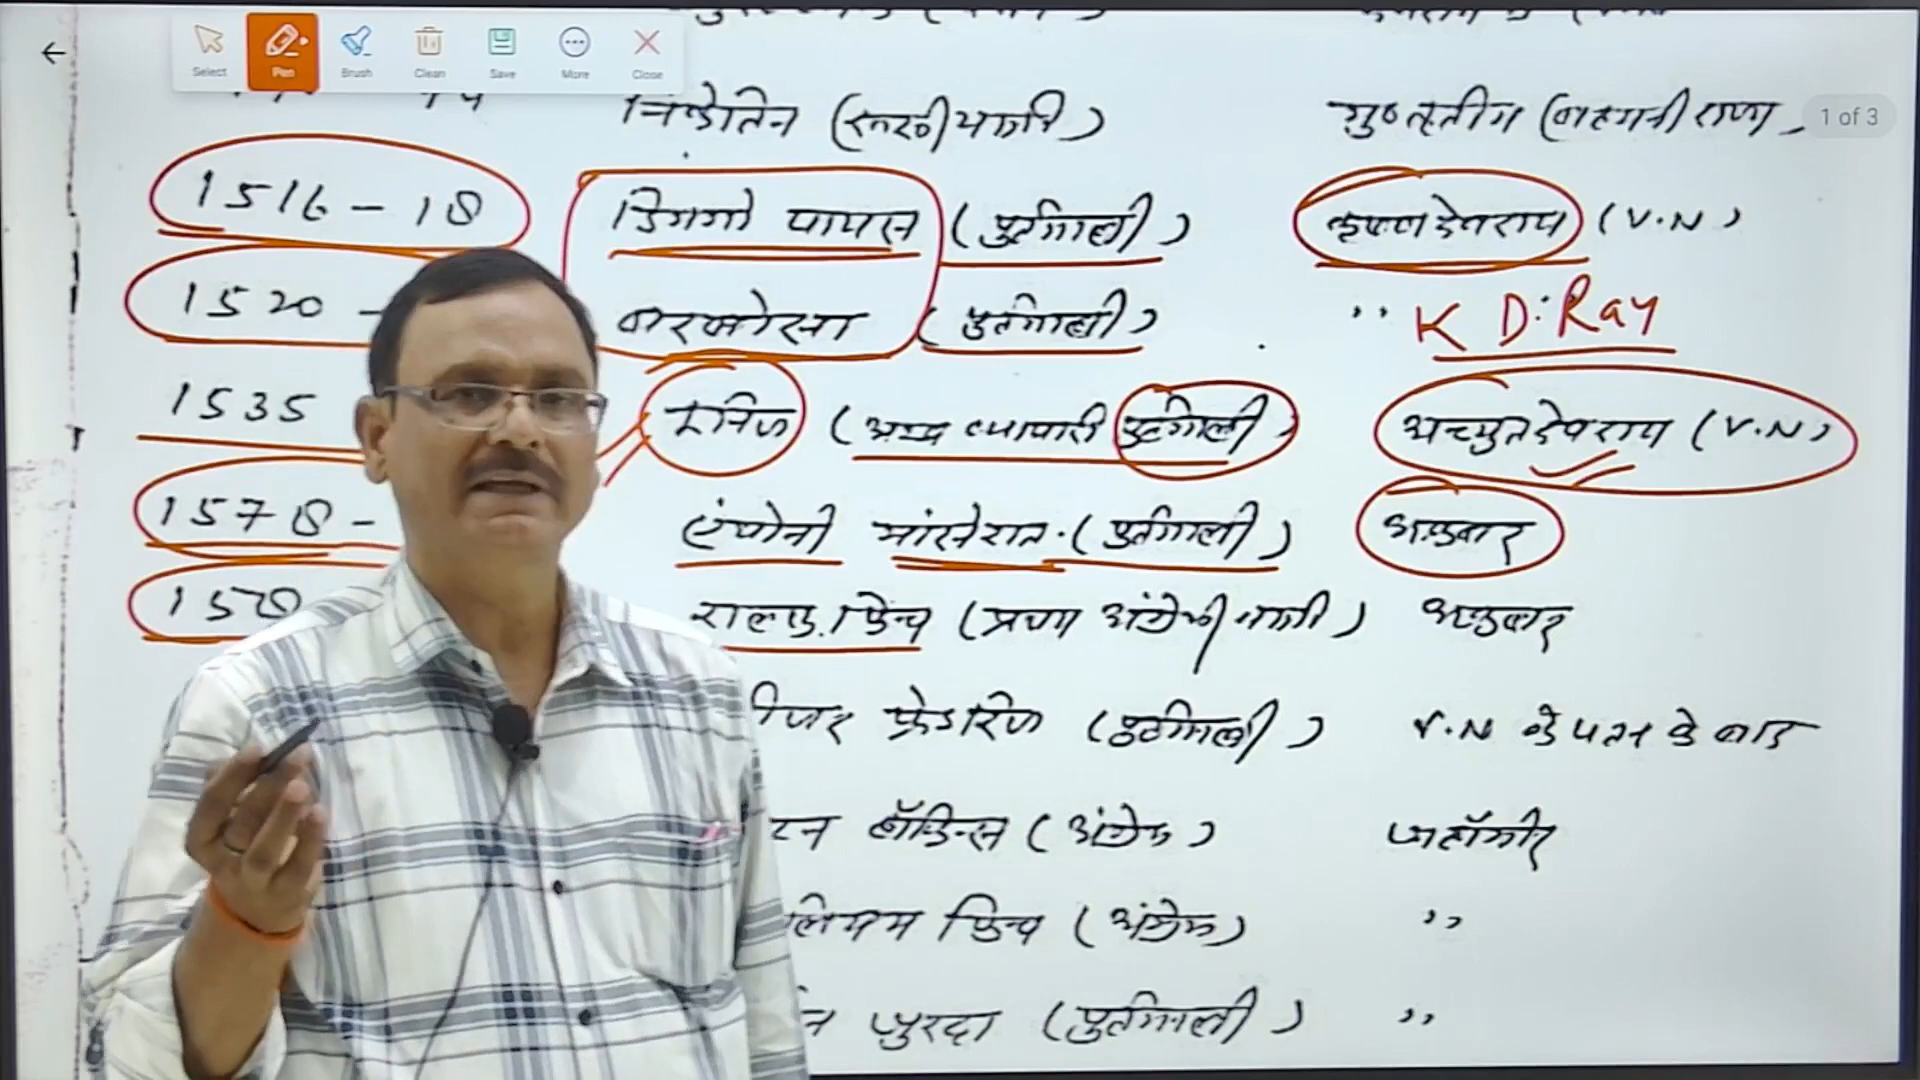 Select Pen Brush Clean Save More Close
निकेतिन (रूसी यात्री)
1 of 3
1516-18 डिमगो पायस (पुर्तगाली) कृष्णदेवराय (V.N)
1520- बारबोसा (पुर्तगाली) " K D. Ray
1535 नूनिज (अश्व व्यापारी पुर्तगाली) अच्युतदेवराय (V.N)
1578- एंथोनी मांसेरात. (पुर्तगाली) अकबर
1578 राल्फ. फिन्च (प्रथम अंग्रेजी यात्री) अकबर
ीजर फ्रेडरिज (पुर्तगाली) V.N के पतन के बाद
हॉकिन्स (अंग्रेज) जहाँगीर
लियम फिन्च (अंग्रेज) "
जुरदा (पुर्तगाली) "